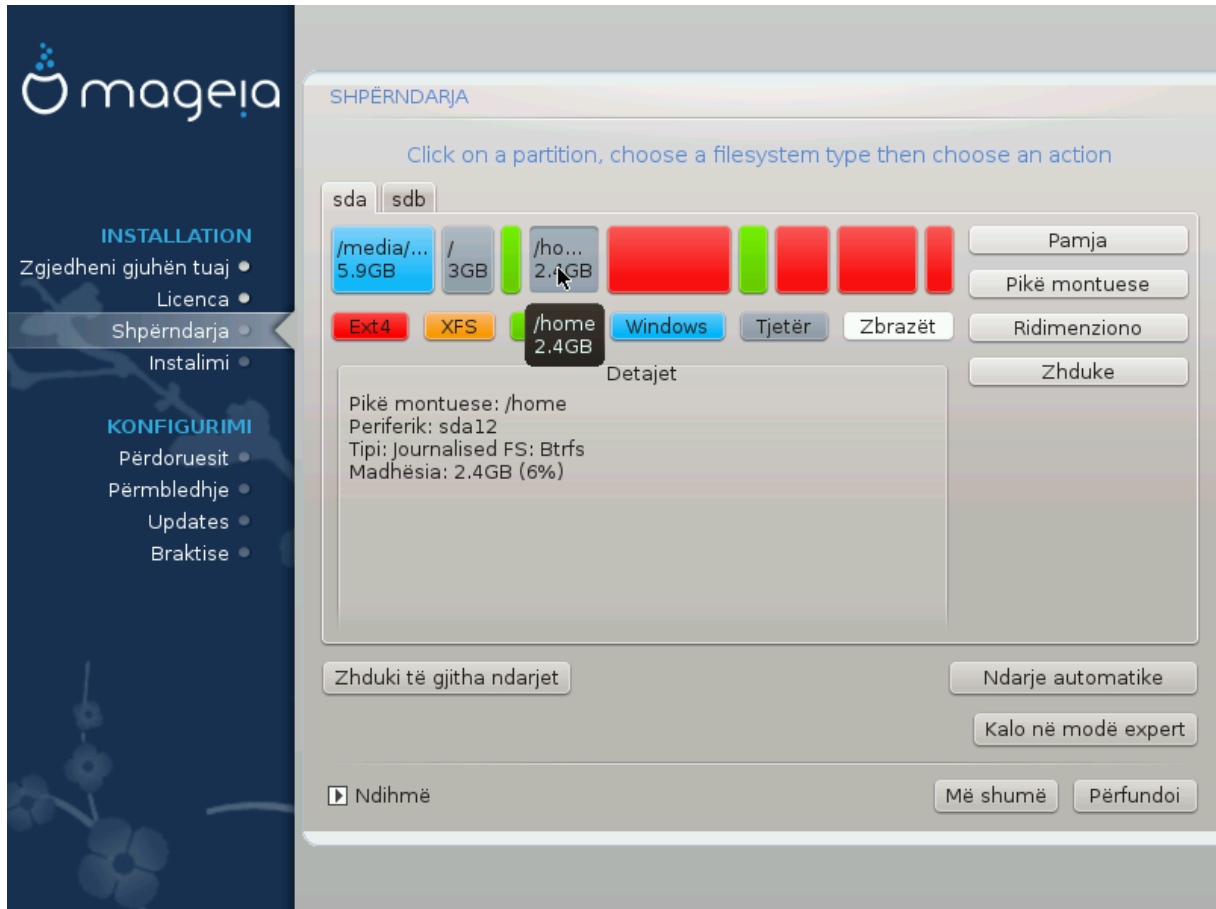 mageia
INSTALLATION
Zgjedheni gjuhën tuaj
Licenca
Shpërndarja
Instalimi
KONFIGURIMI
Përdoruesit
Përmbledhje
Updates
Braktise
SHPËRNDARJA
Click on a partition, choose a filesystem type then choose an action
sda sdb
/media/... / /ho...
5.9GB 3GB 2.4GB
Ext4 XFS Windows Tjetër Zbrazët
/home
2.4GB
Detajet
Pikë montuese: /home
Periferik: sda12
Tipi: Journalised FS: Btrfs
Madhësia: 2.4GB (6%)
Pamja
Pikë montuese
Ridimenziono
Zhduke
Zhduki të gjitha ndarjet
Ndarje automatike
Kalo në modë expert
Ndihmë
Më shumë
Përfundoi